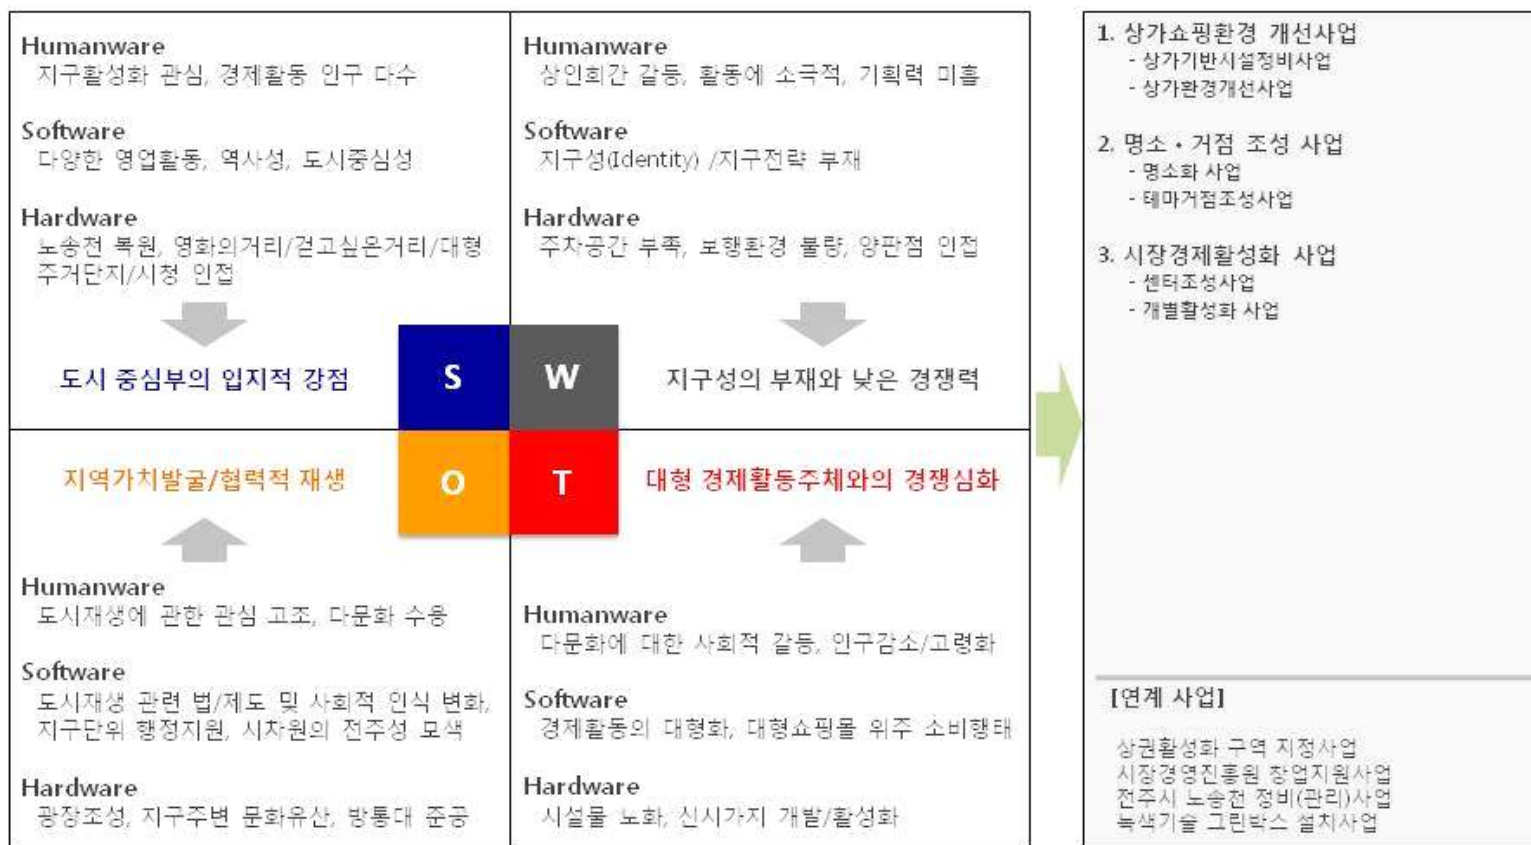 Humanware
지구활성화 관심, 경제활동 인구 다수
Software
다양한 영업활동, 역사성, 도시중심성
Hardware
노송천 복원, 영화의거리/걷고싶은거리/대형
주거단지/시청 인접
도시 중심부의 입지적 강점
S
Humanware
상인회간 갈등, 활동에 소극적, 기획력 미흡
Software
지구성(Identity) /지구전략 부재
Hardware
주차공간 부족, 보행환경 불량, 양판점 인접
W
지구성의 부재와 낮은 경쟁력
지역가치발굴/협력적 재생
O
Humanware
도시재생에 관한 관심 고조, 다문화 수용
Software
도시재생 관련 법/제도 및 사회적 인식 변화,
지구단위 행정지원, 시차원의 전주성 모색
Hardware
광장조성, 지구주변 문화유산, 방통대 준공
T
대형 경제활동주체와의 경쟁심화
Humanware
다문화에 대한 사회적 갈등, 인구감소/고령화
Software
경제활동의 대형화, 대형쇼핑몰 위주 소비행태
Hardware
시설물 노화, 신시가지 개발/활성화
1. 상가쇼핑환경 개선사업
- 상가기반시설정비사업
- 상가환경개선사업
2. 명소・거점 조성 사업
- 명소화 사업
- 테마거점조성사업
3. 시장경제활성화 사업
- 센터조성사업
- 개별활성화 사업
[연계 사업]
상권활성화 구역 지정사업
시장경영진흥원 창업지원사업
전주시 노송천 정비(관리)사업
녹색기술 그린박스 설치사업